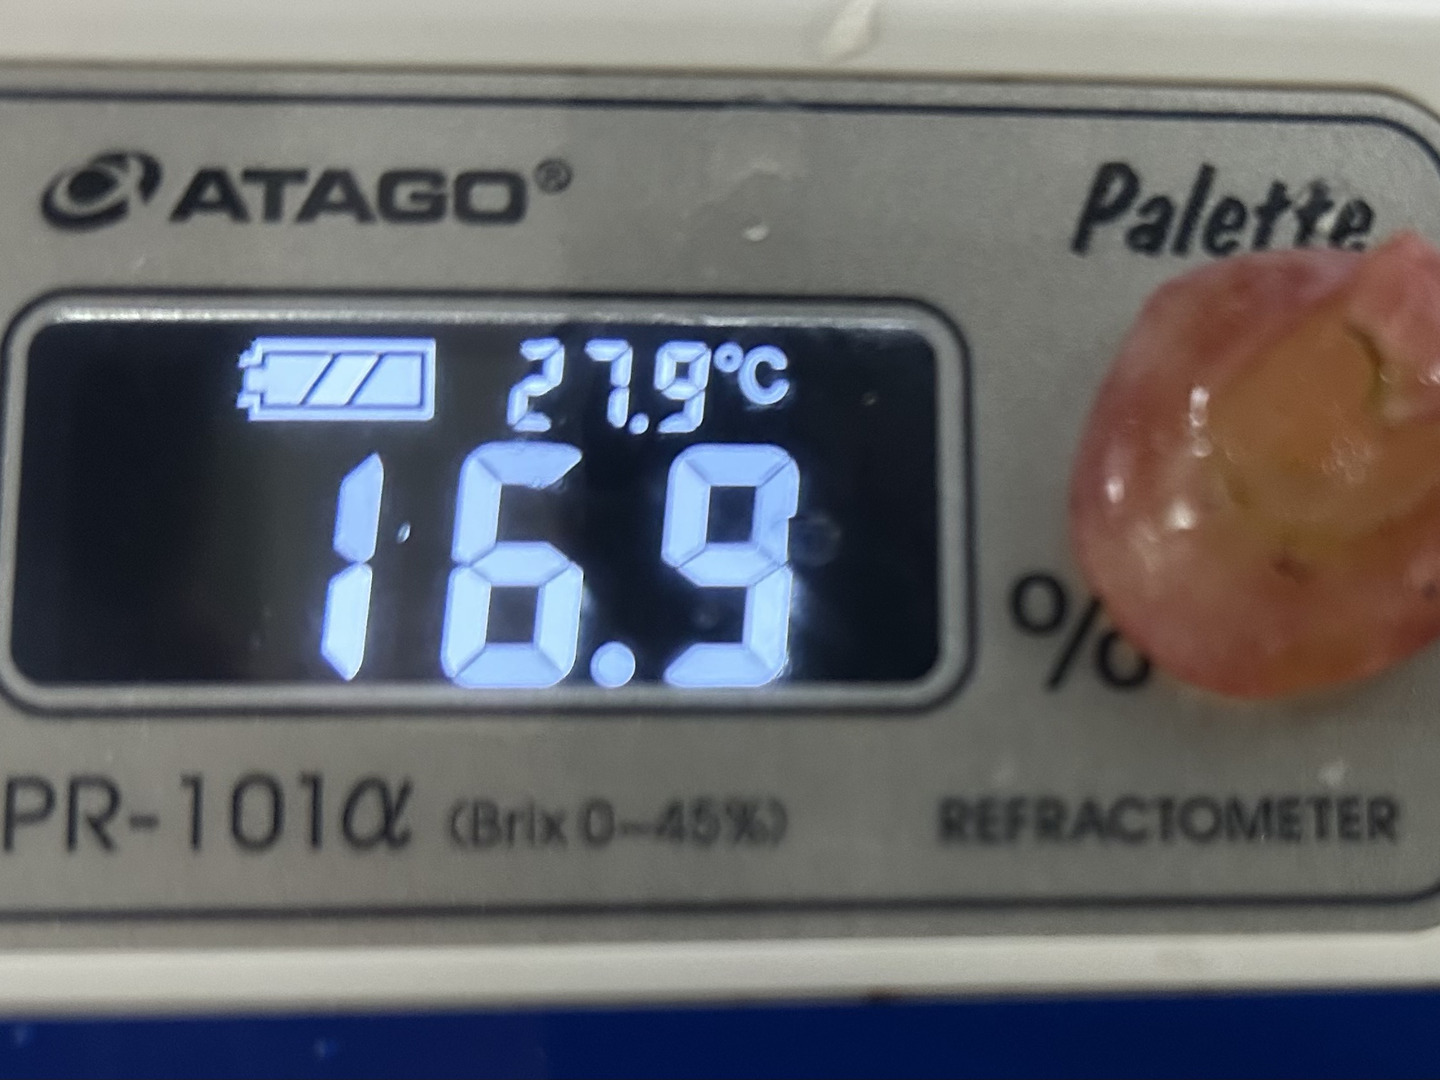 ATAGO®
Palette
27.9°C
16.9
%
PR-101α (Brix 0-45%)
REFRACTOMETER